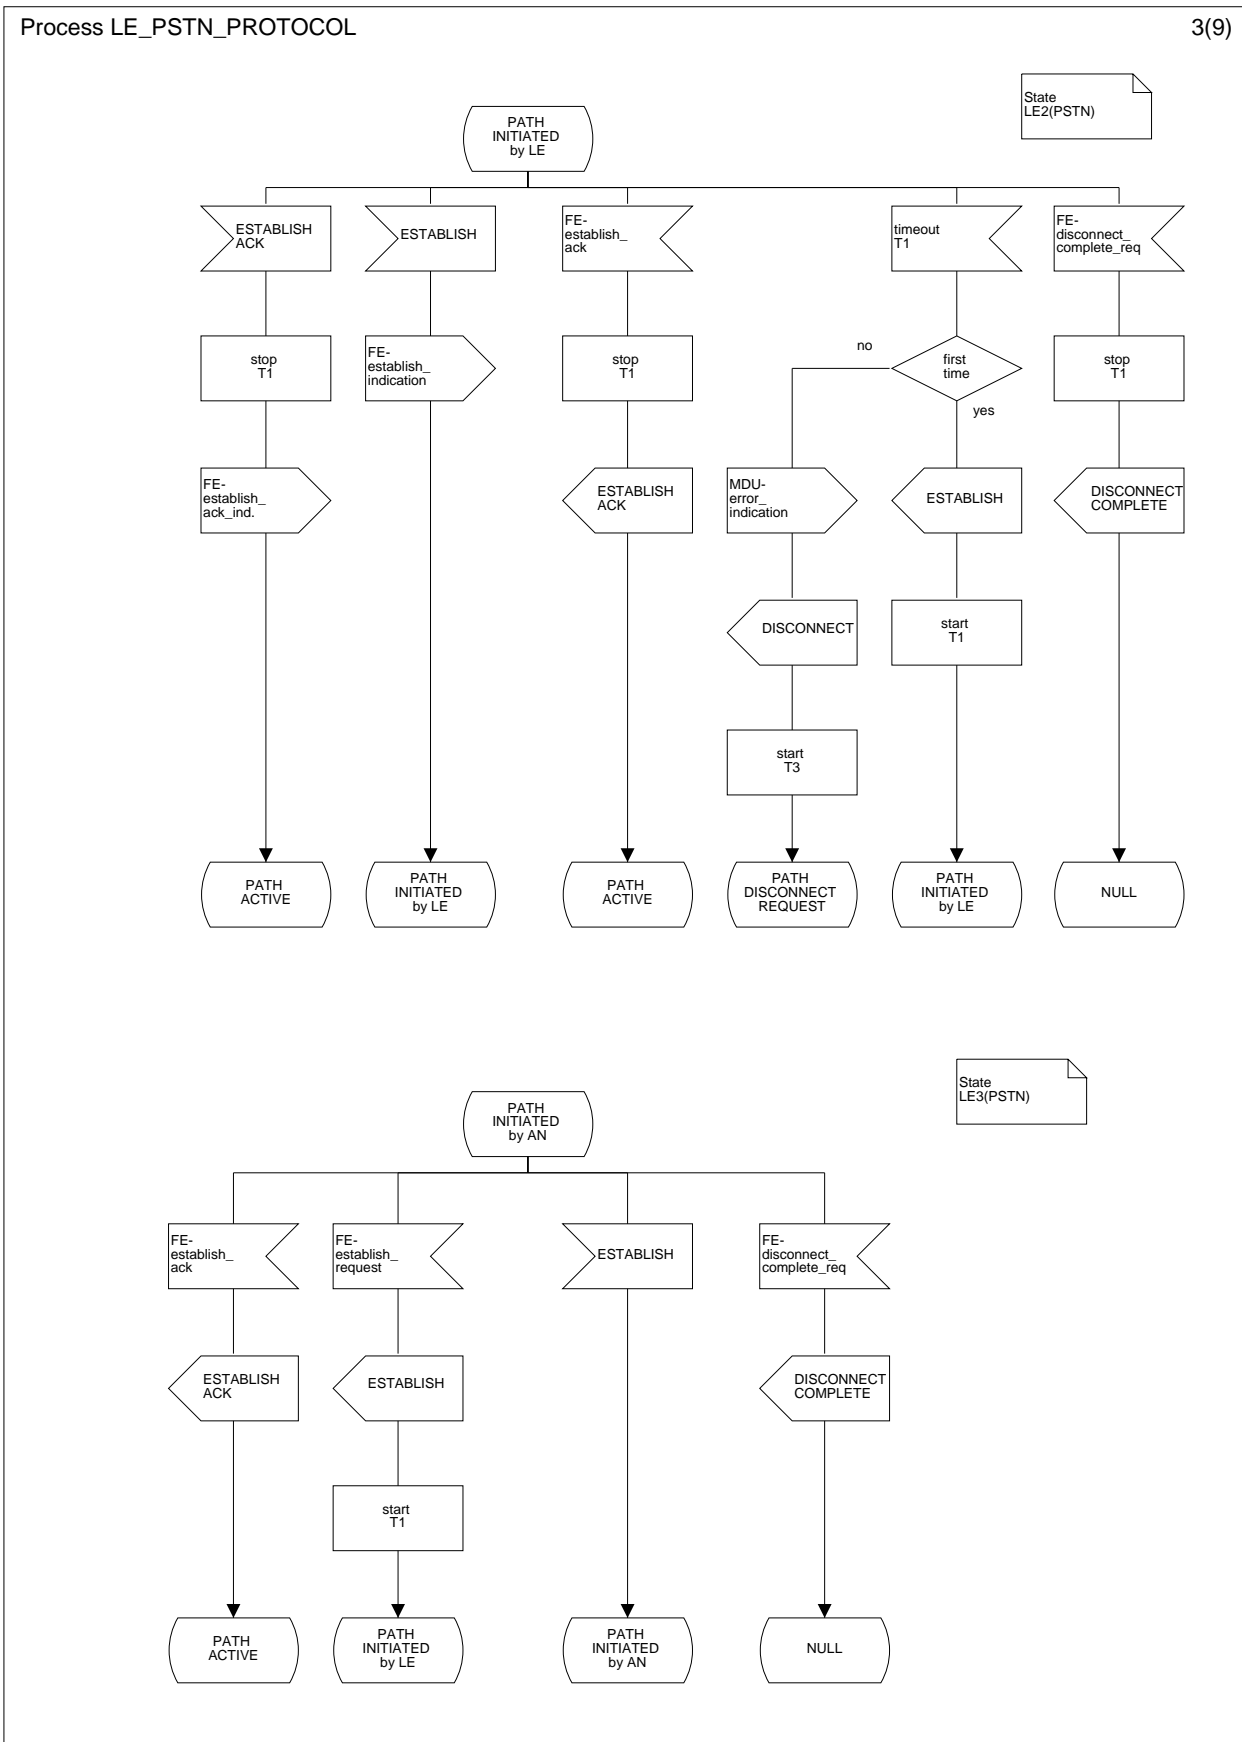 Process LE_PSTN_PROTOCOL
3(9)
State
LE2(PSTN)
PATH
INITIATED
by LE
ESTABLISH
ACK
ESTABLISH
FE-
establish_
ack
timeout
T1
FE-
disconnect_
complete_req
stop
T1
FE-
establish_
indication
stop
T1
no
first
time
yes
stop
T1
FE-
establish_
ack_ind.
ESTABLISH
ACK
MDU-
error_
indication
ESTABLISH
DISCONNECT
COMPLETE
DISCONNECT
start
T1
start
T3
PATH
ACTIVE
PATH
INITIATED
by LE
PATH
ACTIVE
PATH
DISCONNECT
REQUEST
PATH
INITIATED
by LE
NULL
State
LE3(PSTN)
PATH
INITIATED
by AN
FE-
establish_
ack
FE-
establish_
request
ESTABLISH
FE-
disconnect_
complete_req
ESTABLISH
ACK
ESTABLISH
DISCONNECT
COMPLETE
start
T1
PATH
ACTIVE
PATH
INITIATED
by LE
PATH
INITIATED
by AN
NULL